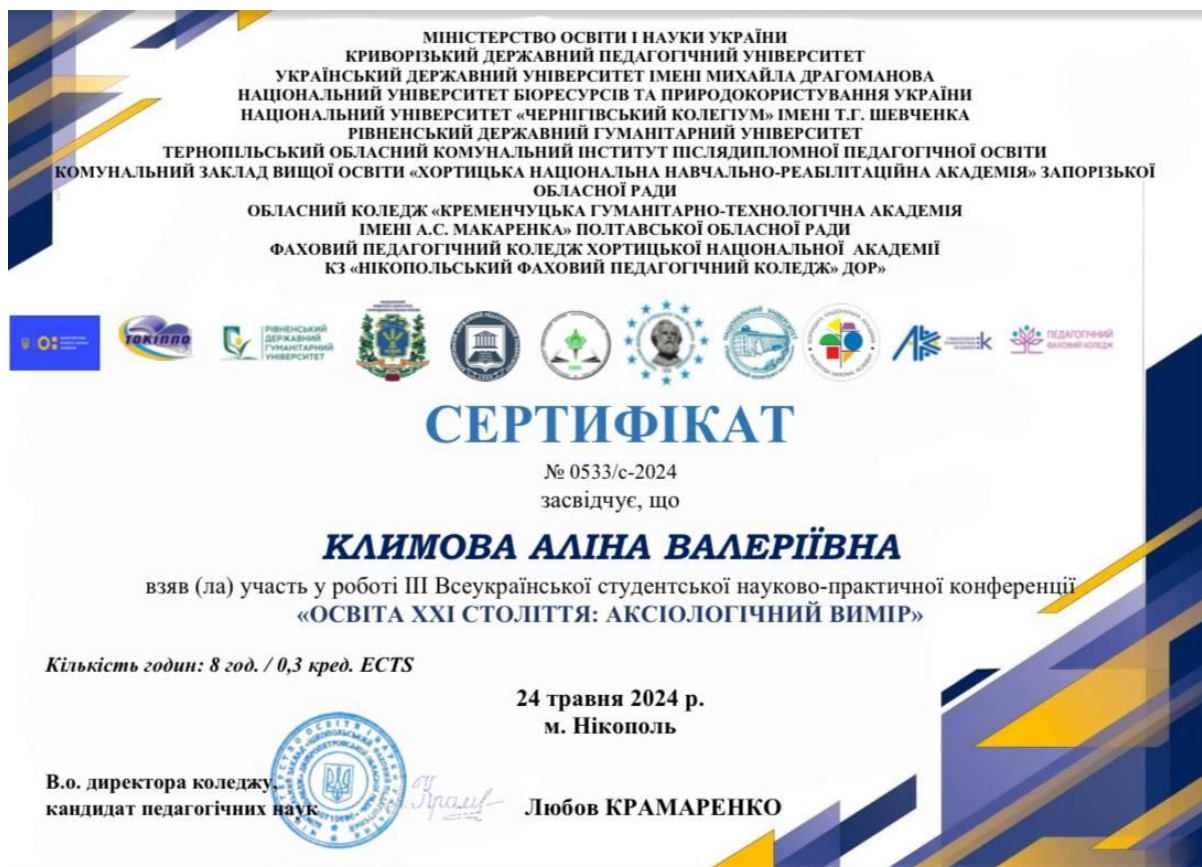 МІНІСТЕРСТВО ОСВІТИ І НАУКИ УКРАЇНИ
КРИВОРІЗЬКИЙ ДЕРЖАВНИЙ ПЕДАГОГІЧНИЙ УНІВЕРСИТЕТ
УКРАЇНСЬКИЙ ДЕРЖАВНИЙ УНІВЕРСИТЕТ ІМЕНІ МИХАЙЛА ДРАГОМАНОВА
НАЦІОНАЛЬНИЙ УНІВЕРСИТЕТ БІОРЕСУРСІВ ТА ПРИРОДОКОРИСТУВАННЯ УКРАЇНИ
НАЦІОНАЛЬНИЙ УНІВЕРСИТЕТ «ЧЕРНІГІВСЬКИЙ КОЛЕГІУМ» ІМЕНІ Т.Г. ШЕВЧЕНКА
РІВНЕНСЬКИЙ ДЕРЖАВНИЙ ГУМАНІТАРНИЙ УНІВЕРСИТЕТ
ТЕРНОПІЛЬСЬКИЙ ОБЛАСНИЙ КОМУНАЛЬНИЙ ІНСТИТУТ ПІСЛЯДИПЛОМНОЇ ПЕДАГОГІЧНОЇ ОСВІТИ
КОМУНАЛЬНИЙ ЗАКЛАД ВИЩОЇ ОСВІТИ «ХОРТИЦЬКА НАЦІОНАЛЬНА НАВЧАЛЬНО-РЕАБІЛІТАЦІЙНА АКАДЕМІЯ» ЗАПОРІЗЬКОЇ
ОБЛАСНОЇ РАДИ
ОБЛАСНИЙ КОЛЕДЖ «КРЕМЕНЧУЦЬКА ГУМАНІТАРНО-ТЕХНОЛОГІЧНА АКАДЕМІЯ
ІМЕНІ А.С. МАКАРЕНКА» ПОЛТАВСЬКОЇ ОБЛАСНОЇ РАДИ
ФАХОВИЙ ПЕДАГОГІЧНИЙ КОЛЕДЖ ХОРТИЦЬКОЇ НАЦІОНАЛЬНОЇ АКАДЕМІЇ
КЗ «НІКОПОЛЬСЬКИЙ ФАХОВИЙ ПЕДАГОГІЧНИЙ КОЛЕДЖ» ДОР»
ТОКІППО
РІВНЕНСЬКИЙ
ДЕРЖАВНИЙ
ГУМАНІТАРНИЙ
УНІВЕРСИТЕТ
ПЕДАГОГІЧНИЙ
ФАХОВИЙ КОЛЕДЖ
СЕРТИФІКАТ
№ 0533/с-2024
засвідчує, що
КЛИМОВА АЛІНА ВАЛЕРІЇВНА
взяв (ла) участь у роботі ІІІ Всеукраїнської студентської науково-практичної конференції
«ОСВІТА ХХІ СТОЛІТТЯ: АКСІОЛОГІЧНИЙ ВИМІР»
Кількість годин: 8 год. / 0,3 кред. ECTS
24 травня 2024 р.
м. Нікополь
В.о. директора коледжу,
кандидат педагогічних наук
Любов КРАМАРЕНКО